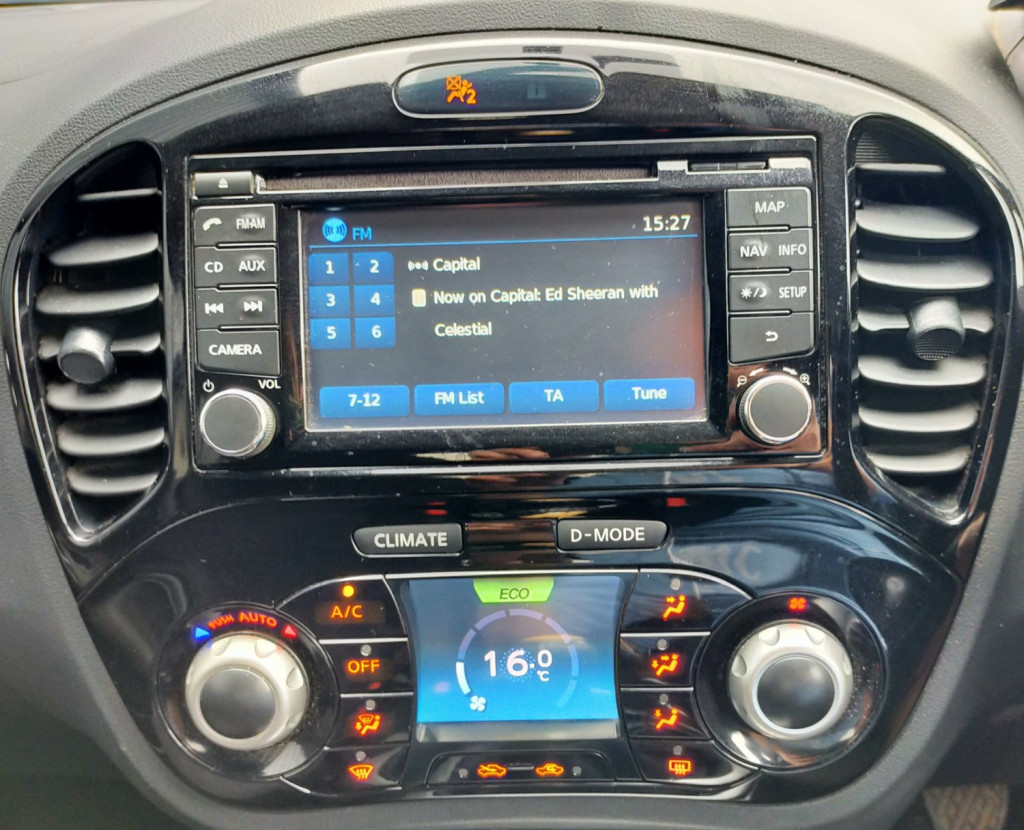 2
FM 15:27
1 2
3 4
5 6
Capital
Now on Capital: Ed Sheeran with
Celestial
7-12 FM List TA Tune
FM·AM
CD AUX
CAMERA
VOL
MAP
NAV INFO
SETUP
CLIMATE D-MODE
PUSH AUTO
A/C
OFF
ECO
16.0
°C